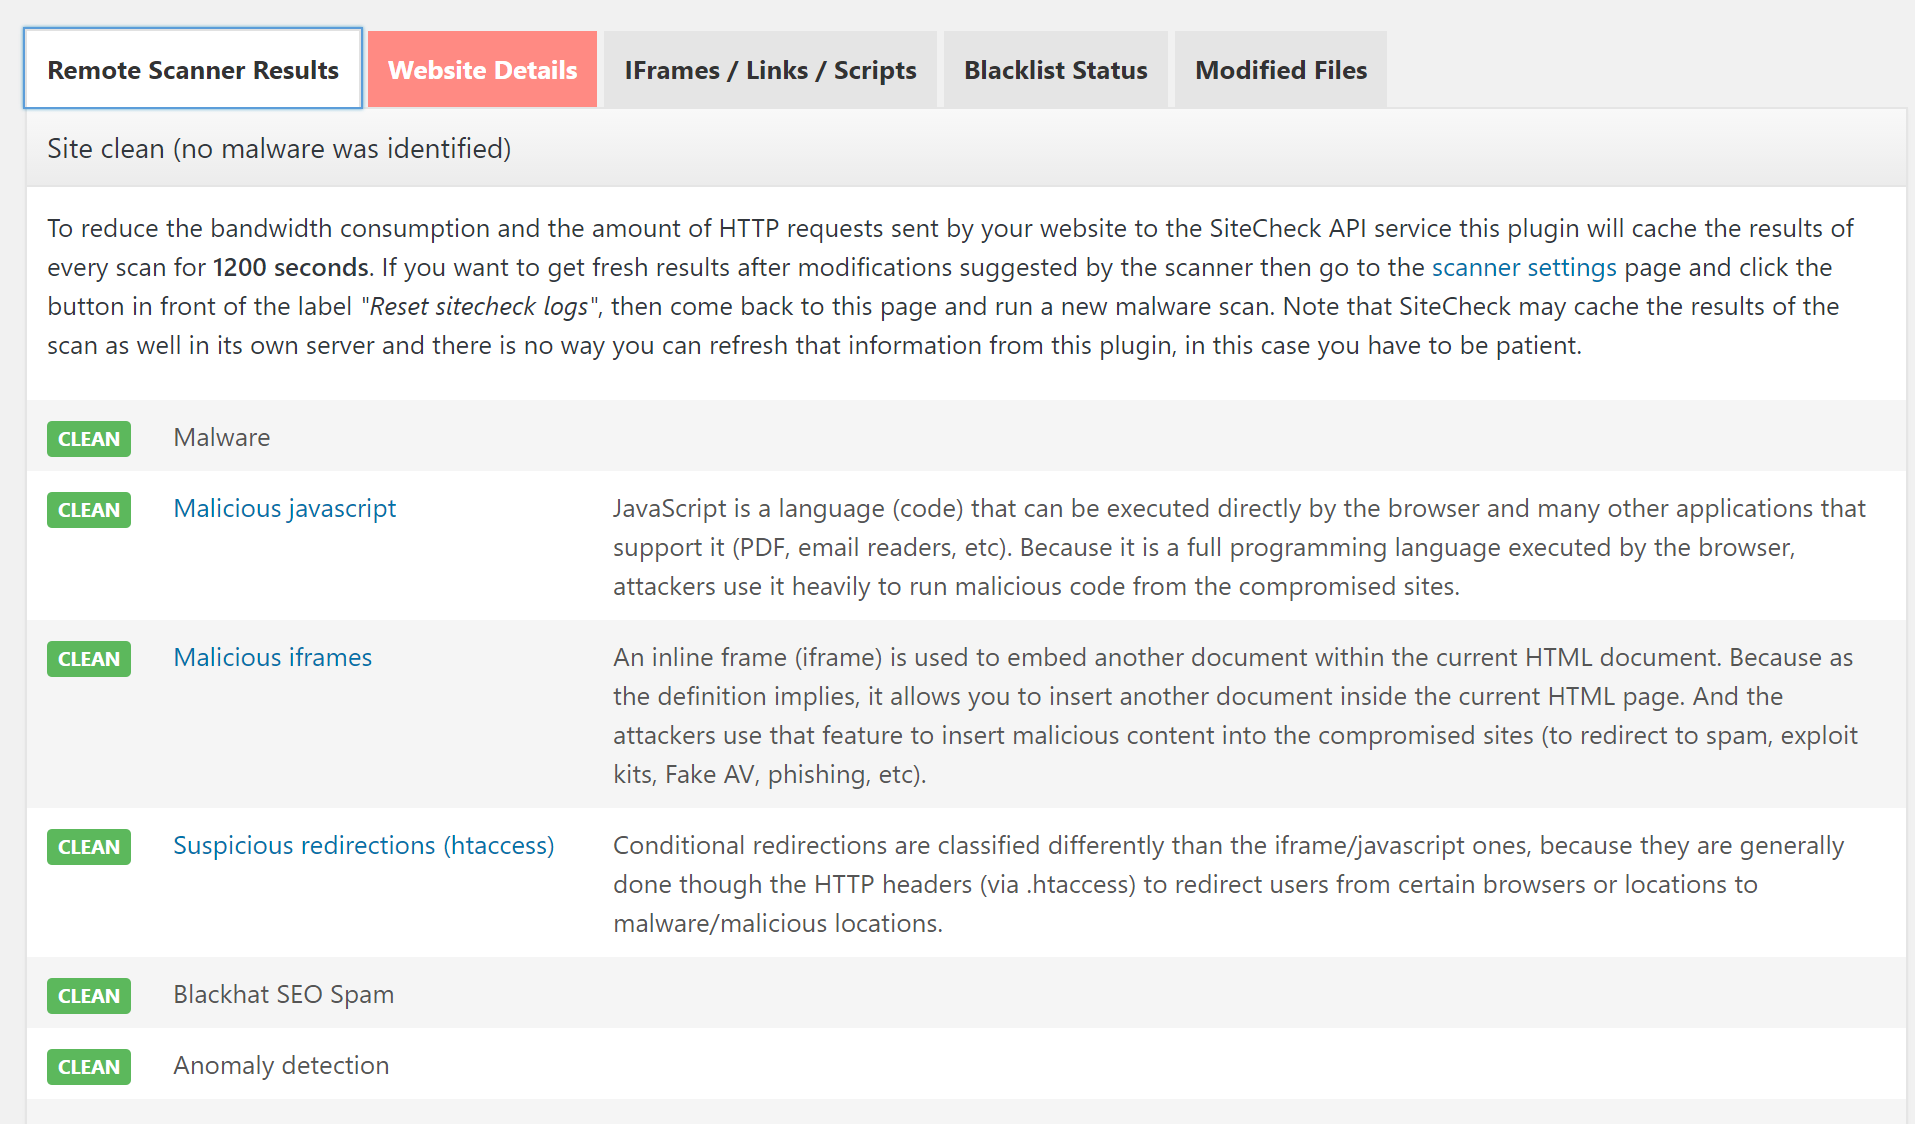 Remote Scanner Results
Website Details
IFrames / Links / Scripts
Blacklist Status
Modified Files
Site clean (no malware was identified)
To reduce the bandwidth consumption and the amount of HTTP requests sent by your website to the SiteCheck API service this plugin will cache the results of
every scan for 1200 seconds. If you want to get fresh results after modifications suggested by the scanner then go to the scanner settings page and click the
button in front of the label "Reset sitecheck logs", then come back to this page and run a new malware scan. Note that SiteCheck may cache the results of the
scan as well in its own server and there is no way you can refresh that information from this plugin, in this case you have to be patient.
CLEAN Malware
CLEAN Malicious javascript JavaScript is a language (code) that can be executed directly by the browser and many other applications that
support it (PDF, email readers, etc). Because it is a full programming language executed by the browser,
attackers use it heavily to run malicious code from the compromised sites.
CLEAN Malicious iframes An inline frame (iframe) is used to embed another document within the current HTML document. Because as
the definition implies, it allows you to insert another document inside the current HTML page. And the
attackers use that feature to insert malicious content into the compromised sites (to redirect to spam, exploit
kits, Fake AV, phishing, etc).
CLEAN Suspicious redirections (htaccess) Conditional redirections are classified differently than the iframe/javascript ones, because they are generally
done though the HTTP headers (via .htaccess) to redirect users from certain browsers or locations to
malware/malicious locations.
CLEAN Blackhat SEO Spam
CLEAN Anomaly detection